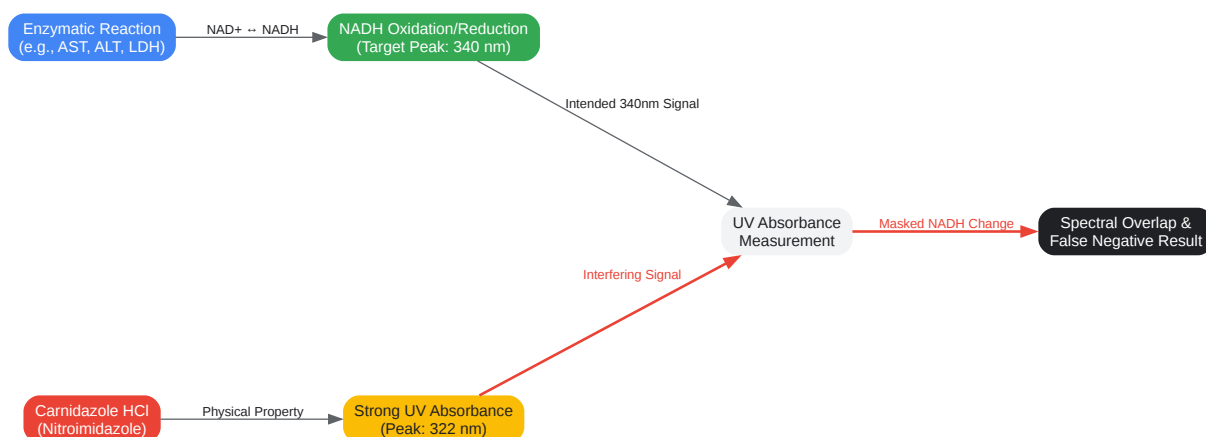 Enzymatic Reaction
(e.g., AST, ALT, LDH)
NAD+ ↔ NADH
NADH Oxidation/Reduction
(Target Peak: 340 nm)
Intended 340nm Signal
UV Absorbance
Measurement
Masked NADH Change
Spectral Overlap &
False Negative Result
Interfering Signal
Carnidazole HCl
(Nitroimidazole)
Physical Property
Strong UV Absorbance
(Peak: 322 nm)